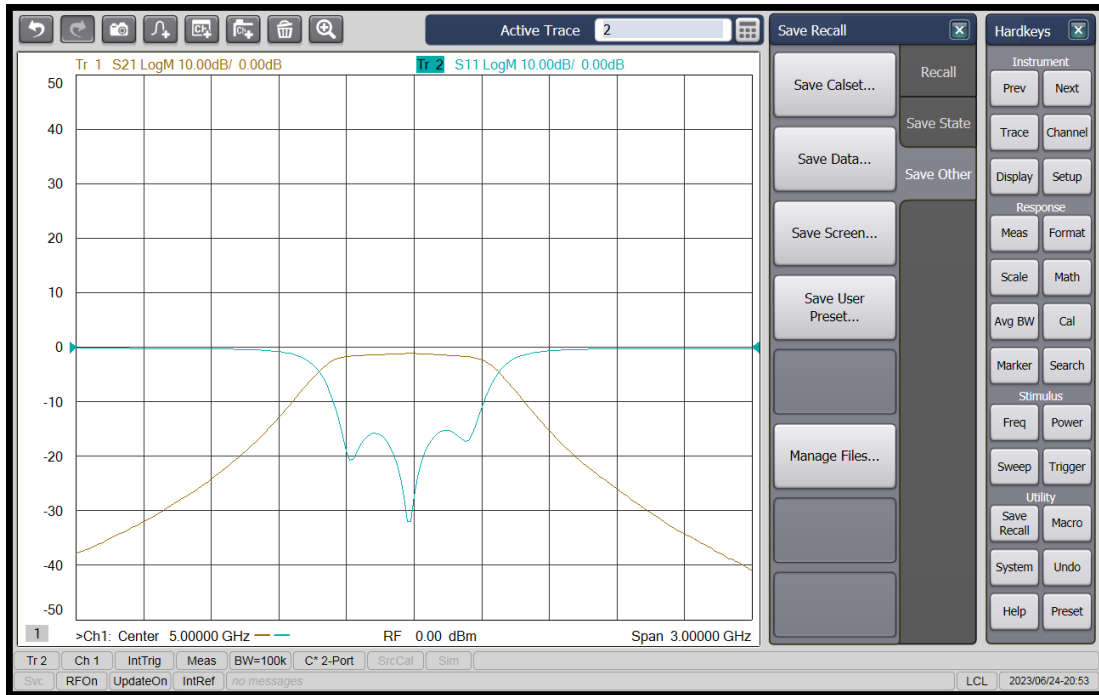 Active Trace 2
Tr 1 S21 LogM 10.00dB/ 0.00dB
Tr 2 S11 LogM 10.00dB/ 0.00dB
50
40
30
20
10
0
-10
-20
-30
-40
-50
1
>Ch1: Center 5.00000 GHz
RF 0.00 dBm
Span 3.00000 GHz
Save Recall
Save Calset...
Save Data...
Save Screen...
Save User
Preset...
Manage Files...
Recall
Save State
Save Other
Hardkeys
Instrument
Prev Next
Trace Channel
Display Setup
Response
Meas Format
Scale Math
Avg BW Cal
Marker Search
Stimulus
Freq Power
Sweep Trigger
Utility
Save
Recall
Macro
System Undo
Help Preset
Tr 2 Ch 1 IntTrig Meas BW=100k C* 2-Port SrcCal Sim
Svc RFOn UpdateOn IntRef no messages LCL 2023/06/24-20:53